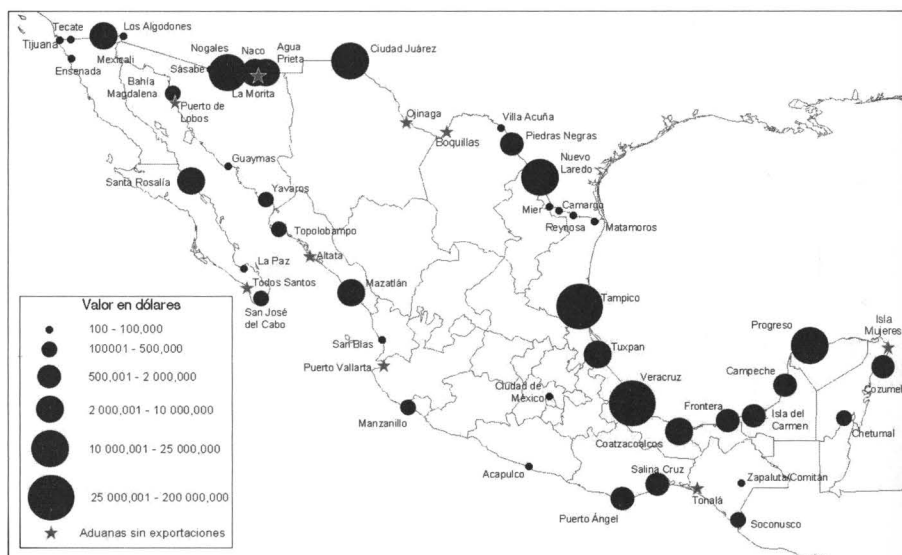 Tecate
Los Algodones
Tijuana
Mexicali
Ensenada
Nogales
Naco
Agua
Prieta
Ciudad Juárez
Sásabe
La Morita
Bahía
Magdalena
Puerto de
Lobos
Ojinaga
Boquillas
Villa Acuña
Piedras Negras
Guaymas
Nuevo
Laredo
Santa Rosalía
Yavaros
Mier
Camargo
Reynosa
Matamoros
Topolobampo
Altata
La Paz
Todos Santos
San José
del Cabo
Mazatlán
Tampico
San Blas
Puerto Vallarta
Tuxpan
Progreso
Isla
Mujeres
Cozumel
Campeche
Ciudad de
México
Veracruz
Manzanillo
Frontera
Isla del
Carmen
Chetumal
Coatzacoalcos
Acapulco
Salina Cruz
Zapaluta/Comitán
Tonalá
Puerto Ángel
Soconusco
Valor en dólares
100 - 100,000
100001 - 500,000
500,001 - 2 000,000
2 000,001 - 10 000,000
10 000,001 - 25 000,000
25 000,001 - 200 000,000
Aduanas sin exportaciones